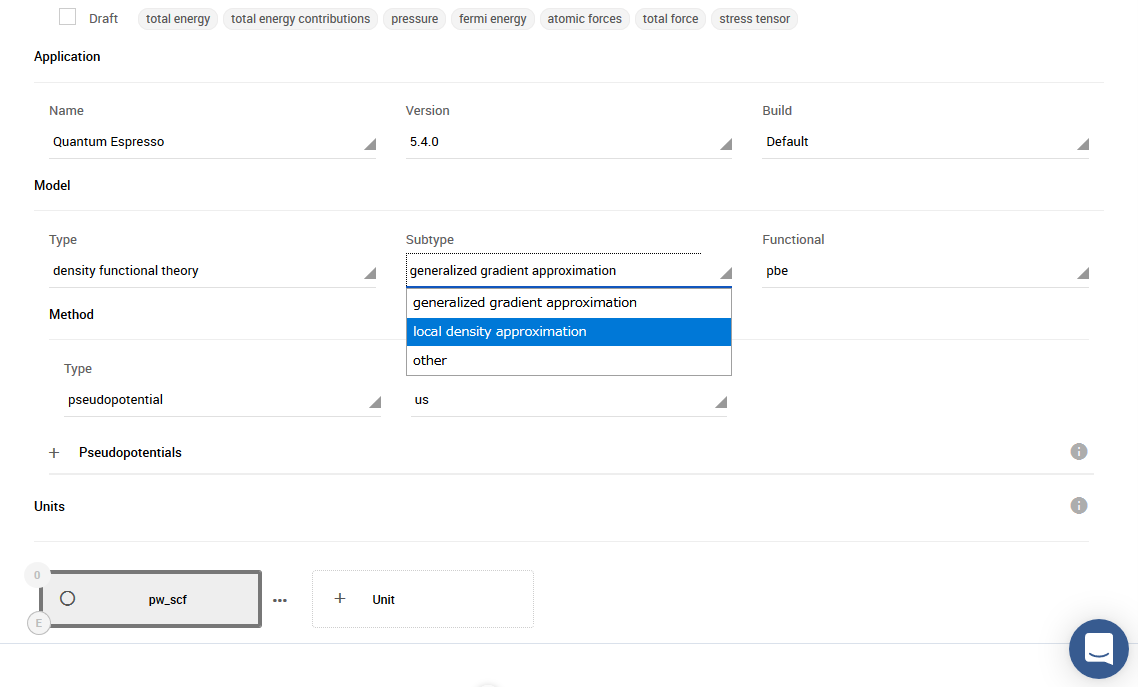 Draft total energy total energy contributions pressure fermi energy atomic forces total force stress tensor
Application
Name Version Build
Quantum Espresso 5.4.0 Default
Model
Type Subtype Functional
density functional theory generalized gradient approximation pbe
generalized gradient approximation
Method
local density approximation
other
Type
pseudopotential us
+ Pseudopotentials i
Units i
0
pw_scf ... + Unit
E